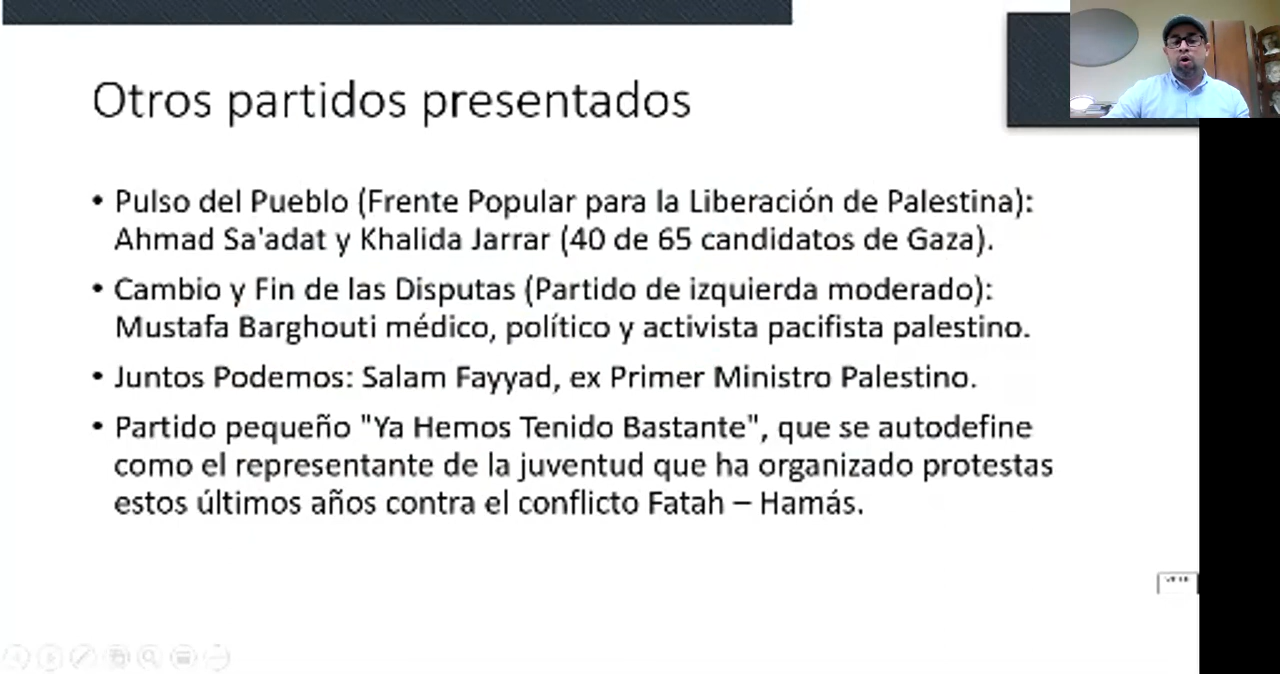 Otros partidos presentados
• Pulso del Pueblo (Frente Popular para la Liberación de Palestina):
Ahmad Sa'adat y Khalida Jarrar (40 de 65 candidatos de Gaza).
• Cambio y Fin de las Disputas (Partido de izquierda moderado):
Mustafa Barghouti médico, político y activista pacifista palestino.
• Juntos Podemos: Salam Fayyad, ex Primer Ministro Palestino.
• Partido pequeño "Ya Hemos Tenido Bastante", que se autodefine
como el representante de la juventud que ha organizado protestas
estos últimos años contra el conflicto Fatah – Hamás.